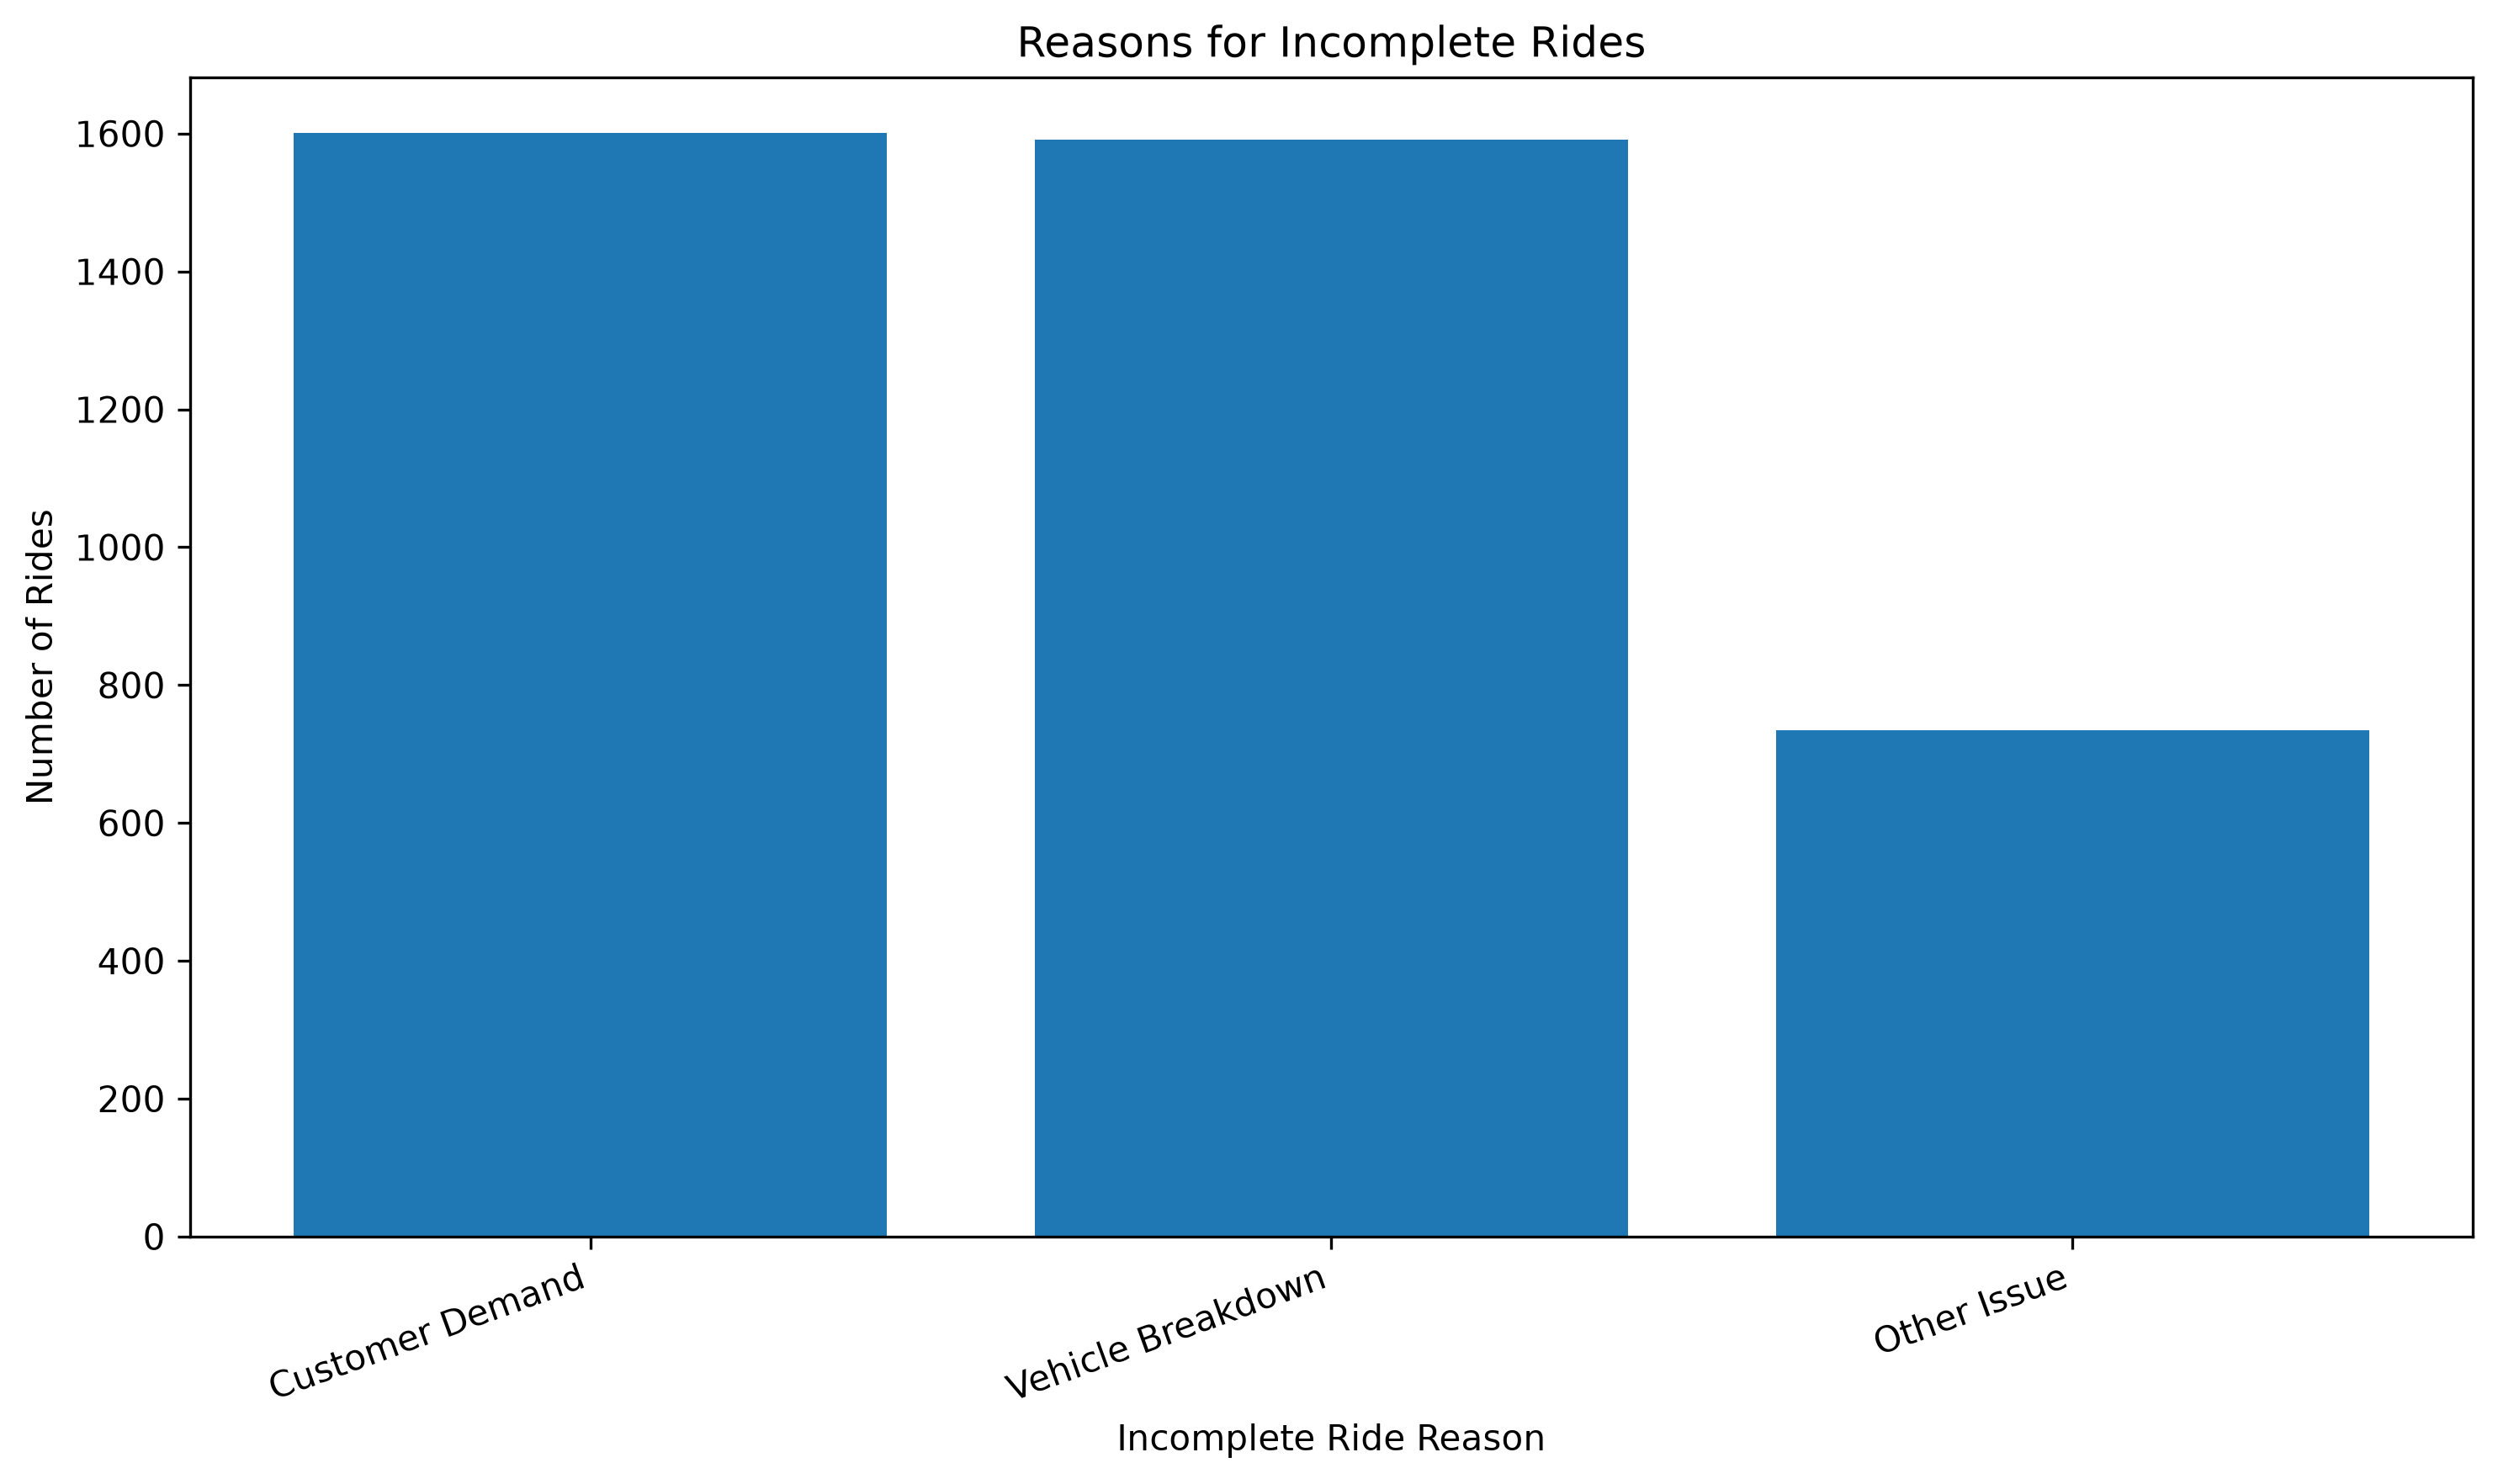 Reasons for Incomplete Rides
Number of Rides
1600
1400
1200
1000
800
600
400
200
0
Customer Demand
Vehicle Breakdown
Other Issue
Incomplete Ride Reason